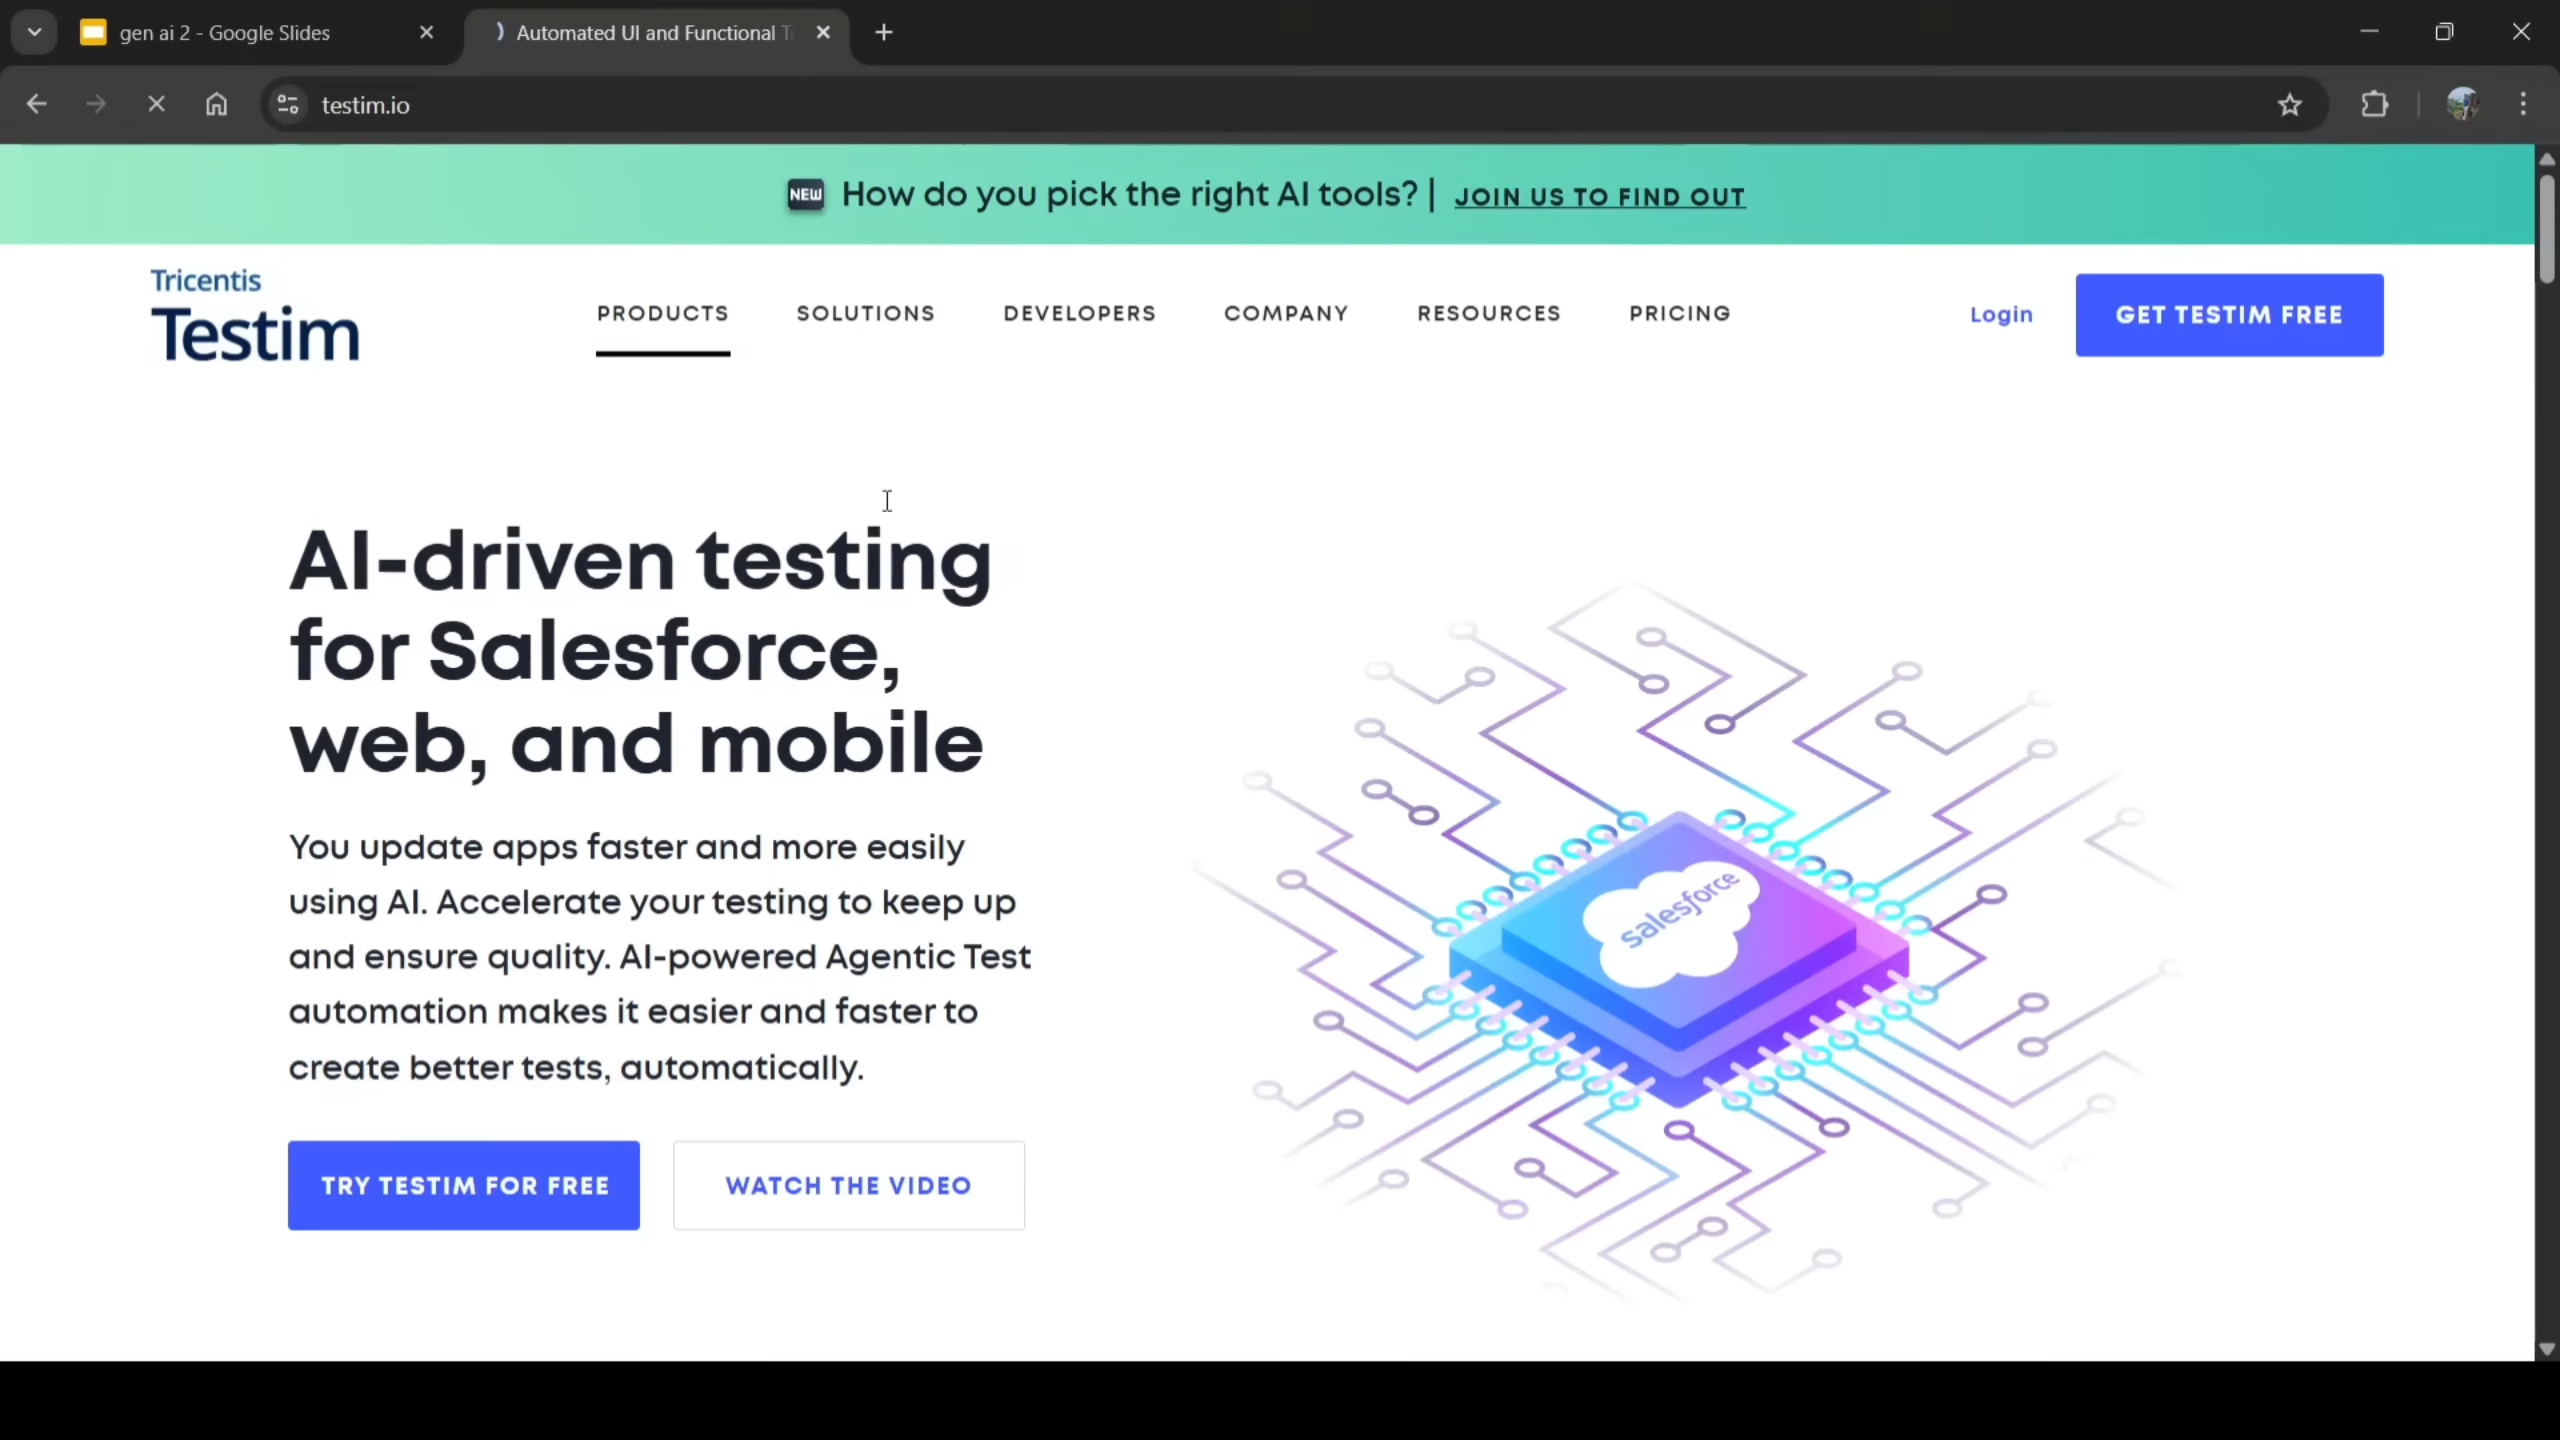 gen ai 2 - Google Slides
Automated UI and Functional T
testim.io
NEW How do you pick the right AI tools? | JOIN US TO FIND OUT
Tricentis
Testim
PRODUCTS SOLUTIONS DEVELOPERS COMPANY RESOURCES PRICING Login GET TESTIM FREE
AI-driven testing
for Salesforce,
web, and mobile
You update apps faster and more easily
using AI. Accelerate your testing to keep up
and ensure quality. AI-powered Agentic Test
automation makes it easier and faster to
create better tests, automatically.
TRY TESTIM FOR FREE WATCH THE VIDEO
salesforce